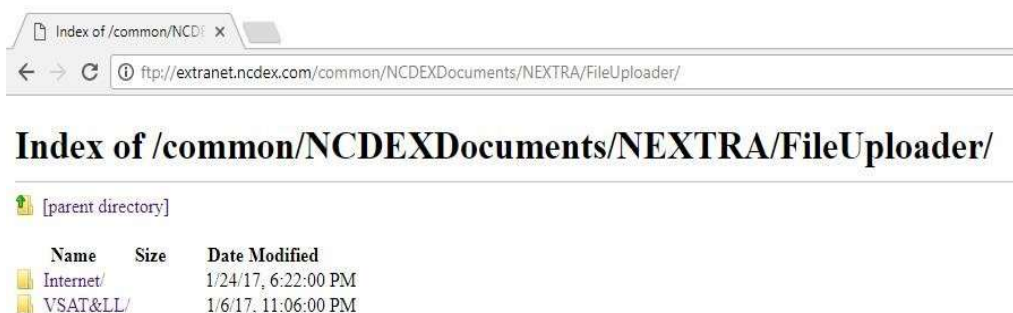 Index of /common/NCDE
ftp://extranet.ncdex.com/common/NCDEXDocuments/NEXTRA/FileUploader/
Index of /common/NCDEXDocuments/NEXTRA/FileUploader/
[parent directory]
Name Size Date Modified
Internet/ 1/24/17, 6:22:00 PM
VSAT&LL/ 1/6/17, 11:06:00 PM